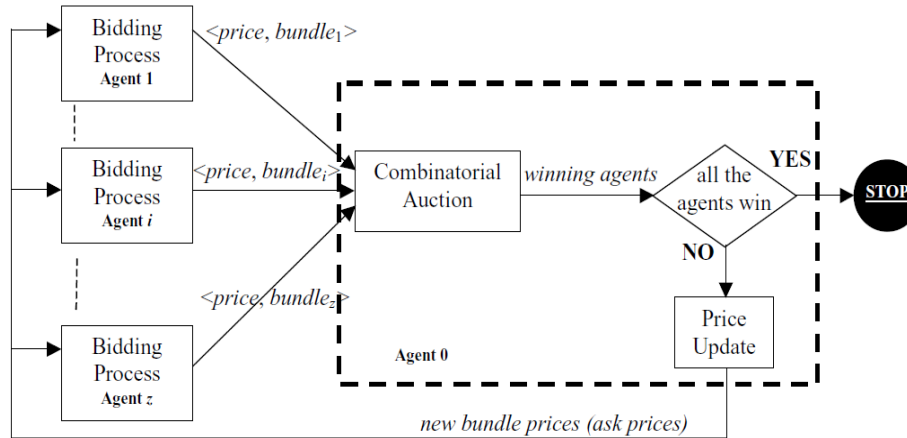 Bidding
Process
Agent 1
<price, bundle1>
Bidding
Process
Agent i
<price, bundlei>
Combinatorial
Auction
winning agents
all the
agents win
YES
STOP
NO
Bidding
Process
Agent z
<price, bundlez>
Agent 0
Price
Update
new bundle prices (ask prices)